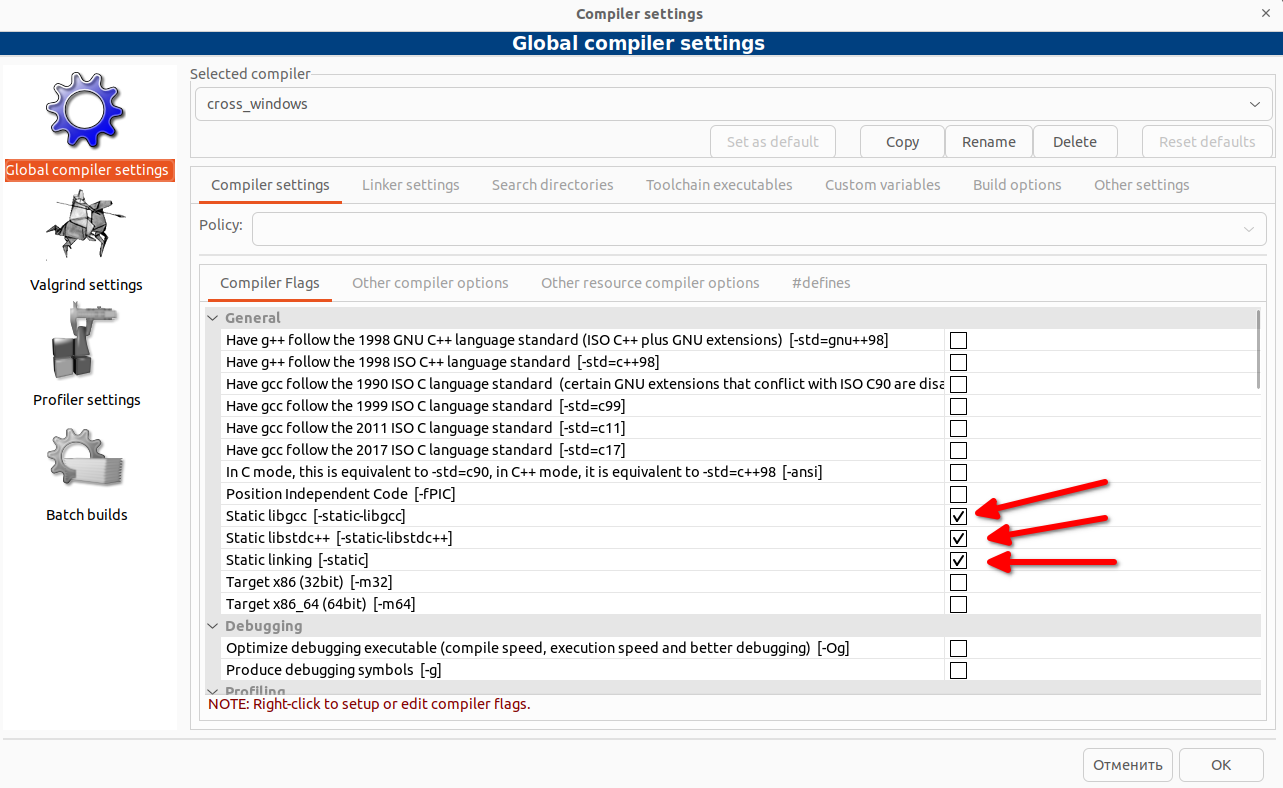 Compiler settings
Global compiler settings
Global compiler settings
Valgrind settings
Profiler settings
Batch builds
Selected compiler
cross_windows
Set as default
Copy
Rename
Delete
Reset defaults
Compiler settings
Linker settings
Search directories
Toolchain executables
Custom variables
Build options
Other settings
Policy:
Compiler Flags
Other compiler options
Other resource compiler options
#defines
General
Have g++ follow the 1998 GNU C++ language standard (ISO C++ plus GNU extensions) [-std=gnu++98]
Have g++ follow the 1998 ISO C++ language standard [-std=c++98]
Have gcc follow the 1990 ISO C language standard (certain GNU extensions that conflict with ISO C90 are disa
Have gcc follow the 1999 ISO C language standard [-std=c99]
Have gcc follow the 2011 ISO C language standard [-std=c11]
Have gcc follow the 2017 ISO C language standard [-std=c17]
In C mode, this is equivalent to -std=c90, in C++ mode, it is equivalent to -std=c++98 [-ansi]
Position Independent Code [-fPIC]
Static libgcc [-static-libgcc]
Static libstdc++ [-static-libstdc++]
Static linking [-static]
Target x86 (32bit) [-m32]
Target x86_64 (64bit) [-m64]
Debugging
Optimize debugging executable (compile speed, execution speed and better debugging) [-Og]
Produce debugging symbols [-g]
Profiling
NOTE: Right-click to setup or edit compiler flags.
Отменить
OK